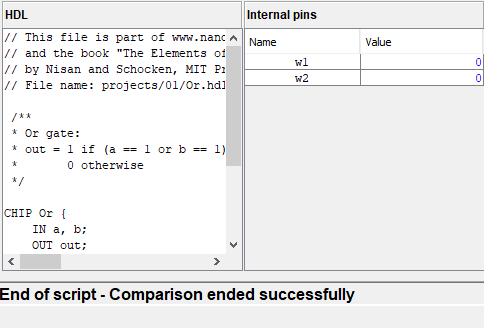 HDL
// This file is part of www.nand
// and the book "The Elements of
// by Nisan and Schocken, MIT Pr
// File name: projects/01/Or.hdl
/**
* Or gate:
* out = 1 if (a == 1 or b == 1)
* 0 otherwise
*/
CHIP Or {
IN a, b;
OUT out;
Internal pins
Name Value
w1 0
w2 0
End of script - Comparison ended successfully